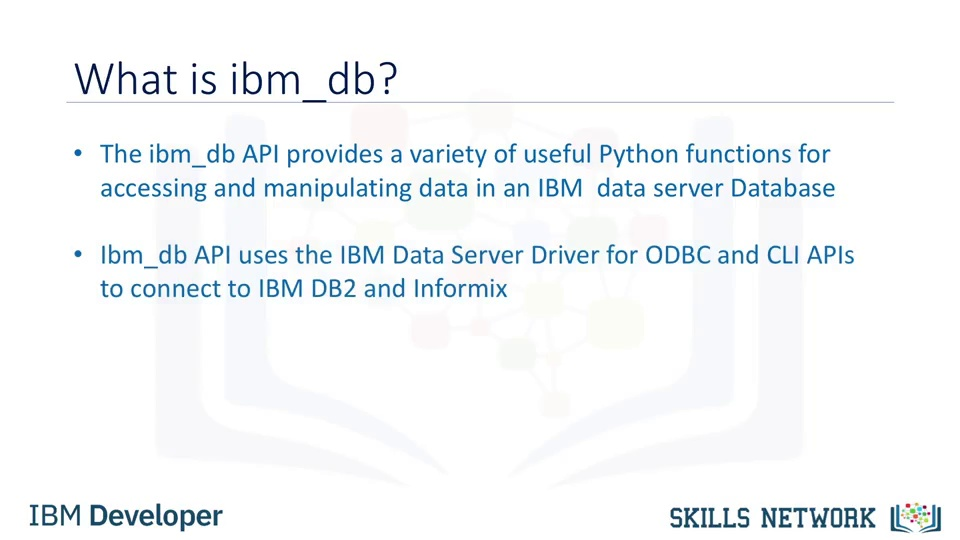 What is ibm_db?
• The ibm_db API provides a variety of useful Python functions for
accessing and manipulating data in an IBM  data server Database
• Ibm_db API uses the IBM Data Server Driver for ODBC and CLI APIs
to connect to IBM DB2 and Informix
IBM Developer
SKILLS NETWORK